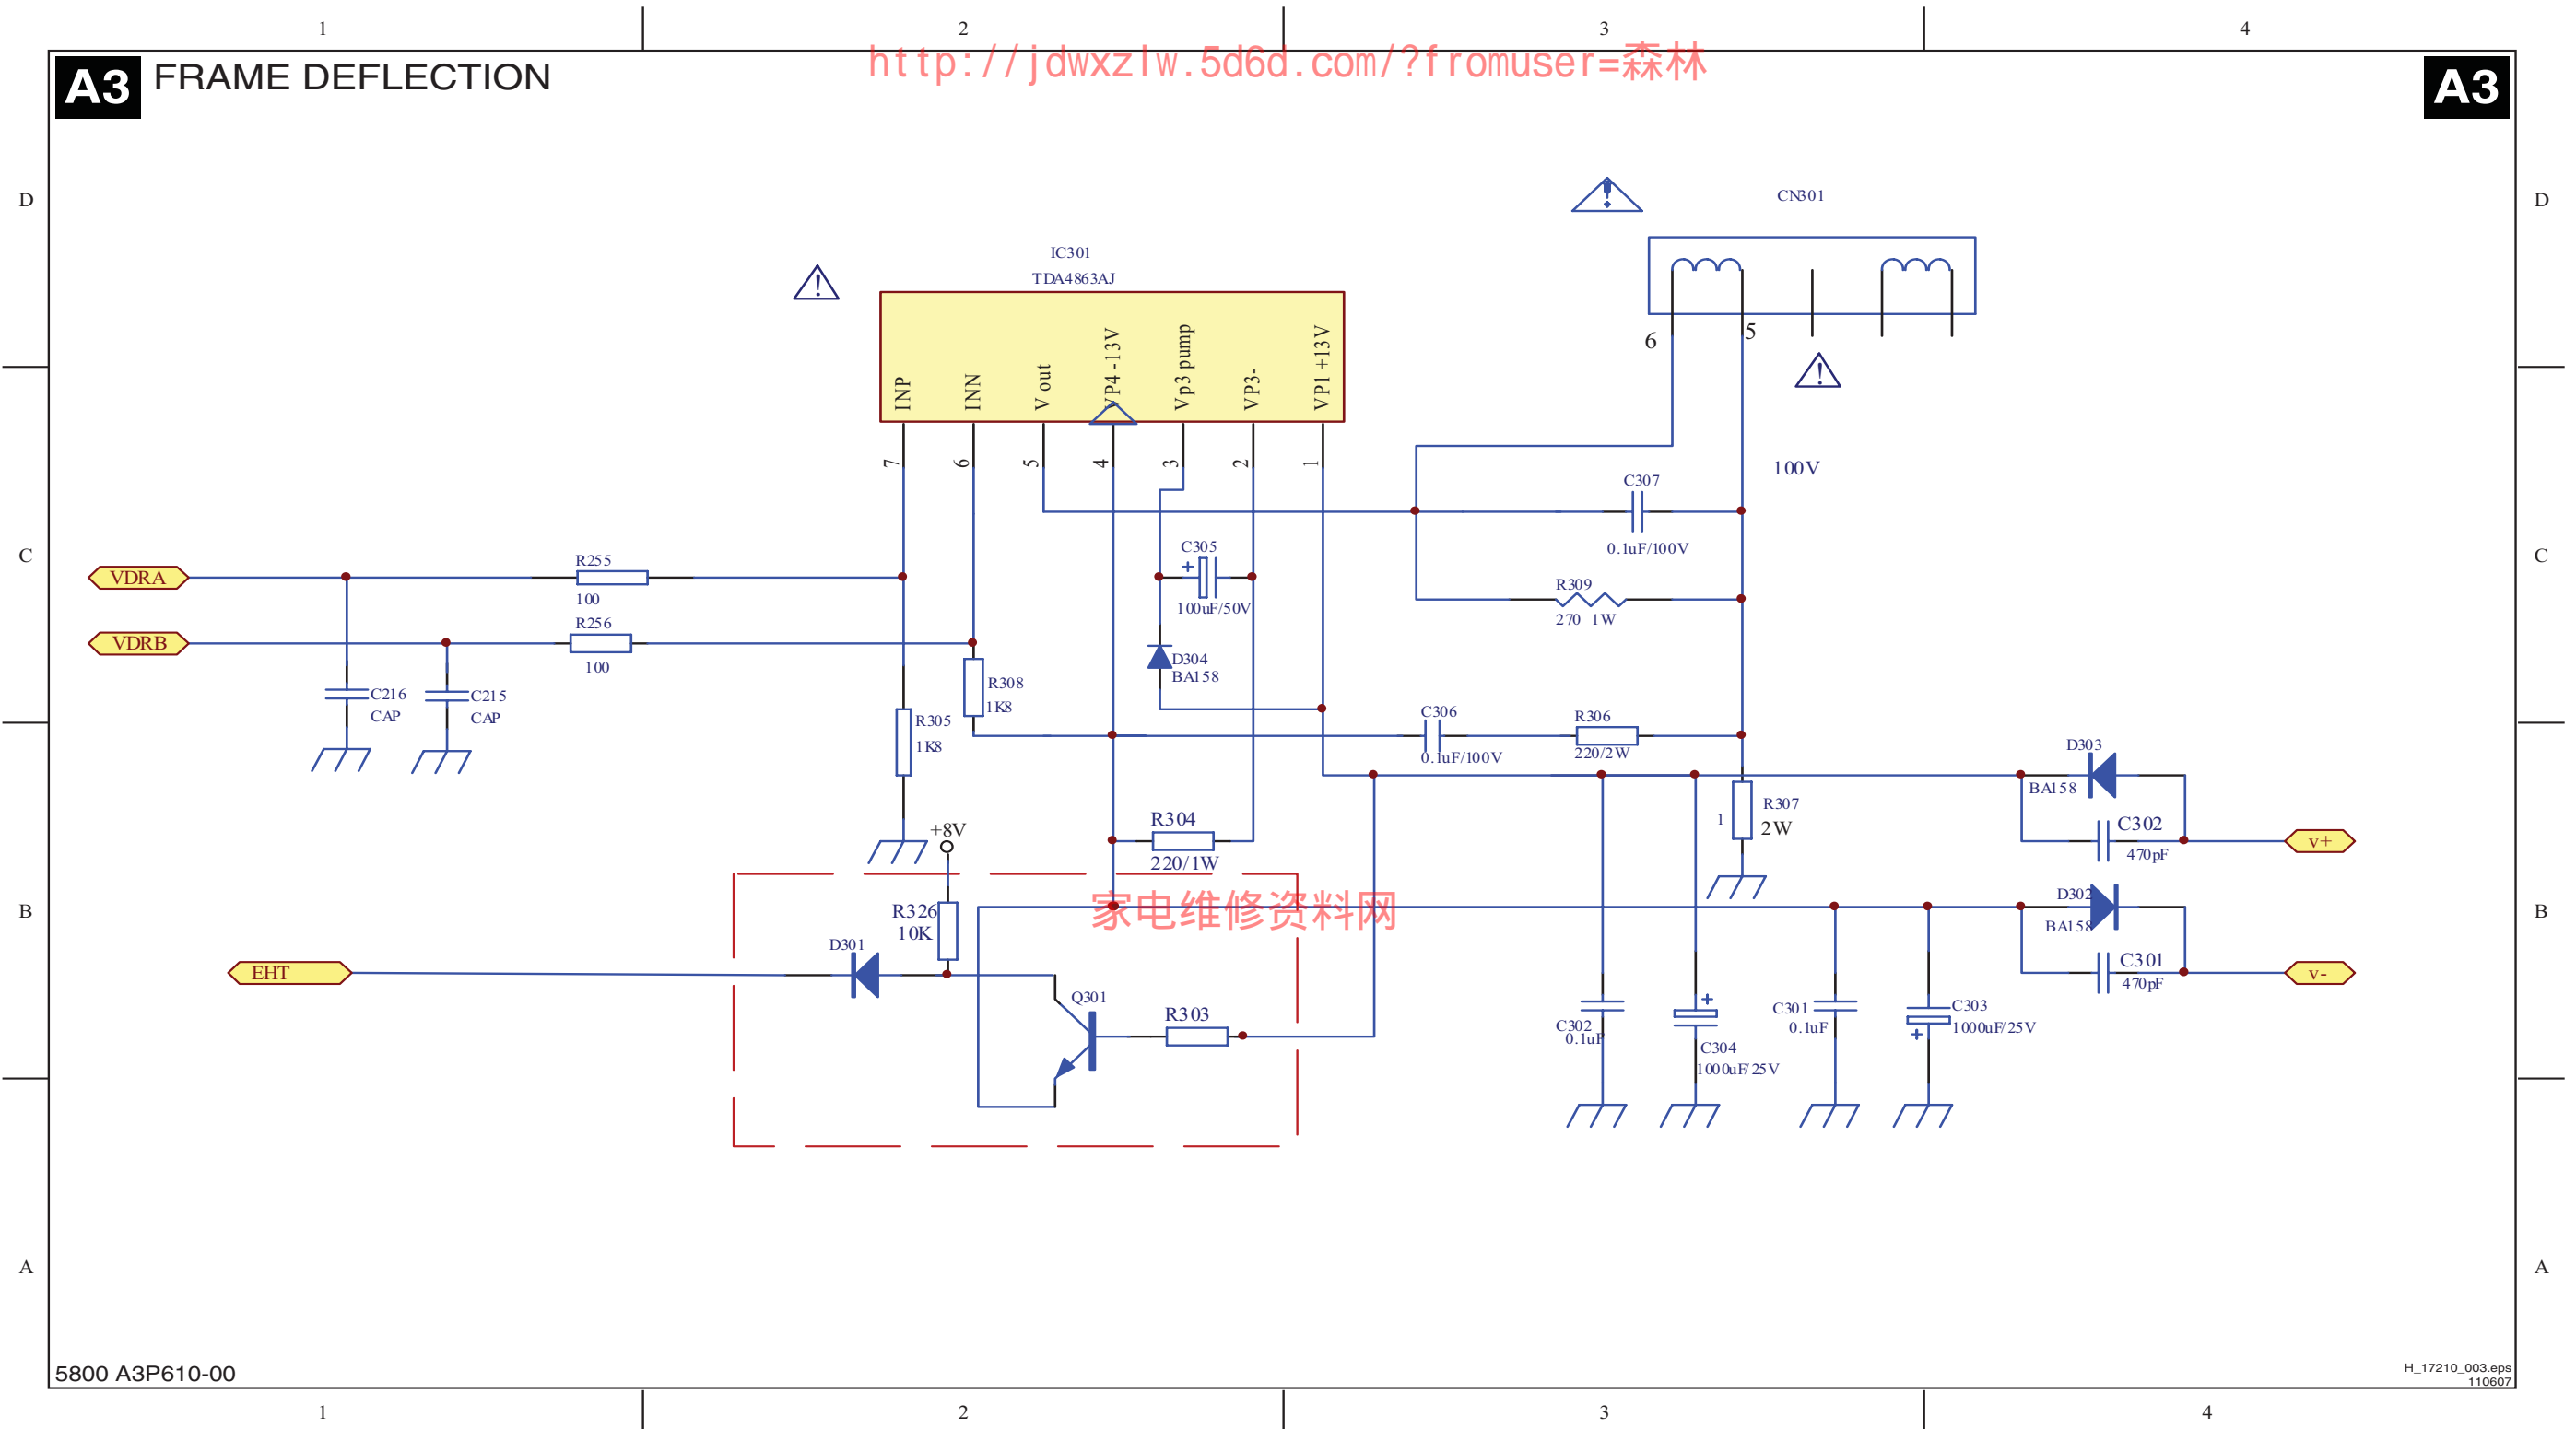 1 2 3 4
http://jdwxzlw.5d6d.com/?fromuser=森林
A3 FRAME DEFLECTION A3
D D
CN301
IC301
TDA4863AJ
INP INN V out VP4 -13V Vp3 pump VP3- VP1 +13V
6 5
7 6 5 4 3 2 1
100V
C307
0.1uF/100V
C C
VDRA
R255
100
C305
+
100uF/50V
R309
270 1W
VDRB
R256
100
D304
BA158
R308
1K8
C216
CAP
C215
CAP
R305
1K8
C306
0.1uF/100V
R306
220/2W
D303
BA158
R307
1 2W
+8V
R304
220/1W
C302
470pF
v+
B B
家电维修资料网
R326
10K
D302
BA158
D301
EHT
C301
470pF
v-
Q301
R303
C302
0.1uF
+
C304
1000uF/25V
C301
0.1uF
C303
1000uF/25V
+
A A
5800 A3P610-00
H_17210_003.eps
110607
1 2 3 4